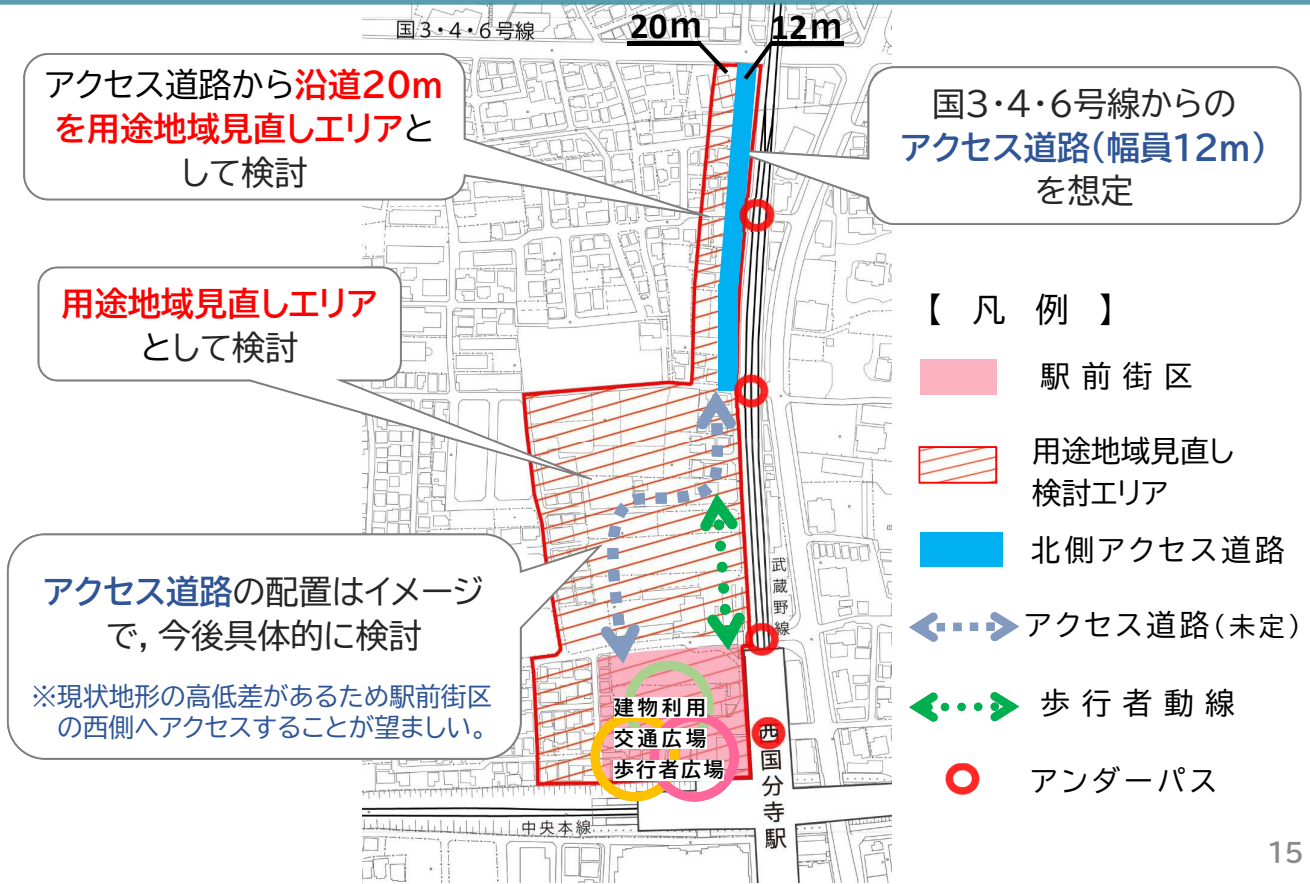 国3・4・6号線
20m
12m
アクセス道路から沿道20m
を用途地域見直しエリアと
して検討
国3・4・6号線からの
アクセス道路(幅員12m)
を想定
用途地域見直しエリア
として検討
アクセス道路の配置はイメージ
で,今後具体的に検討
※現状地形の高低差があるため駅前街区
の西側へアクセスすることが望ましい。
武蔵野線
建物利用
交通広場
歩行者広場
西国分寺駅
中央本線
【 凡 例 】
駅前街区
用途地域見直し
検討エリア
北側アクセス道路
アクセス道路(未定)
歩行者動線
アンダーパス
15